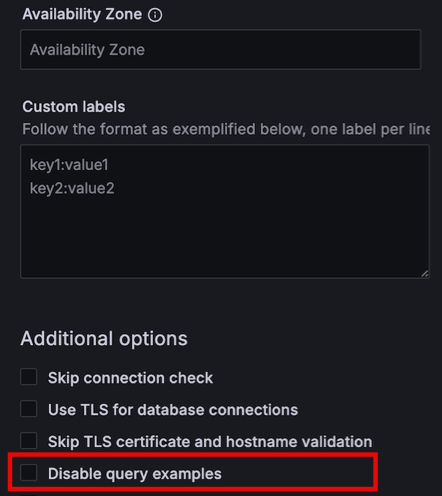 Availability Zone
Availability Zone
Custom labels
Follow the format as exemplified below, one label per line
key1:value1
key2:value2
Additional options
Skip connection check
Use TLS for database connections
Skip TLS certificate and hostname validation
Disable query examples